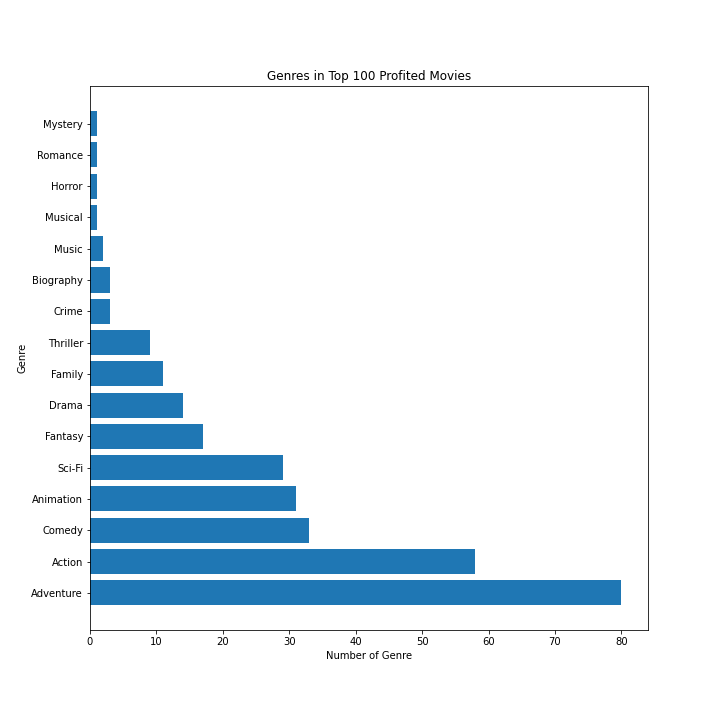 Genres in Top 100 Profited Movies
Mystery
Romance
Horror
Musical
Music
Biography
Crime
Thriller
Family
Drama
Fantasy
Sci-Fi
Animation
Comedy
Action
Adventure
Genre
0 10 20 30 40 50 60 70 80
Number of Genre